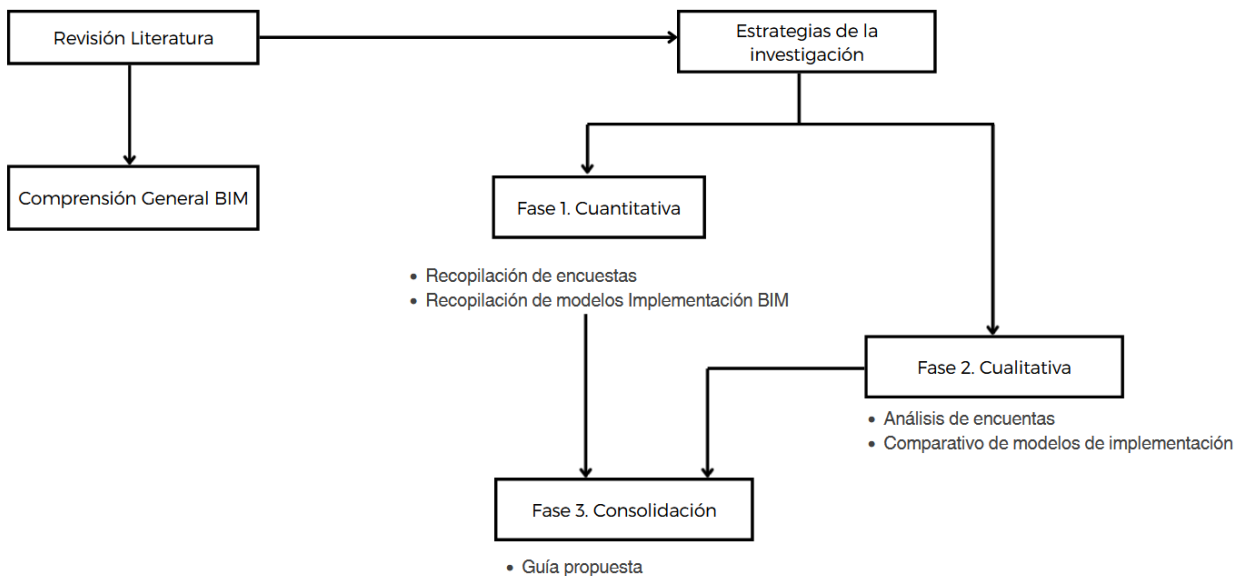 Revisión Literatura
Estrategias de la
investigación
Comprensión General BIM
Fase 1. Cuantitativa
• Recopilación de encuestas
• Recopilación de modelos Implementación BIM
Fase 2. Cualitativa
• Análisis de encuentas
• Comparativo de modelos de implementación
Fase 3. Consolidación
• Guía propuesta